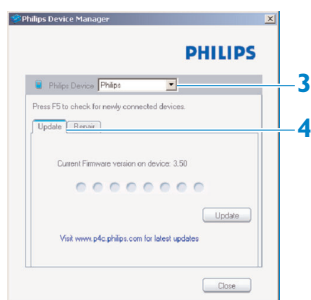 Philips Device Manager
PHILIPS
Philips Device Philips
3
Press F5 to check for newly connected devices.
Update Repair
4
Current Firmware version on device: 3.50
Update
Visit www.p4c.philips.com for latest updates
Close